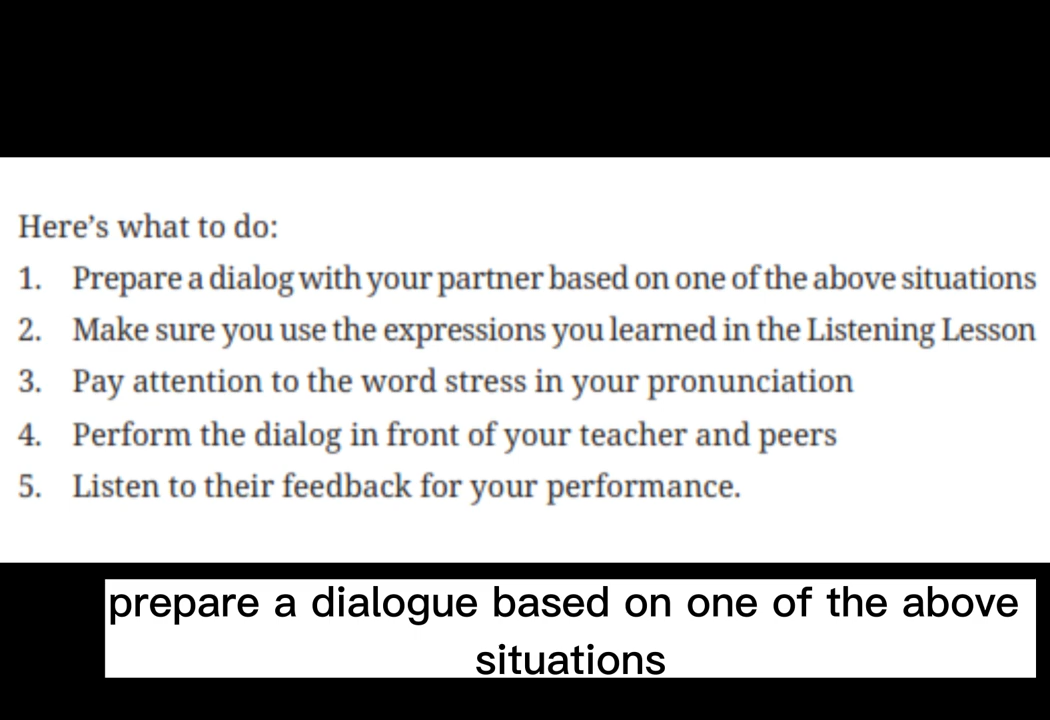 Here’s what to do:
1. Prepare a dialog with your partner based on one of the above situations
2. Make sure you use the expressions you learned in the Listening Lesson
3. Pay attention to the word stress in your pronunciation
4. Perform the dialog in front of your teacher and peers
5. Listen to their feedback for your performance.
prepare a dialogue based on one of the above
situations